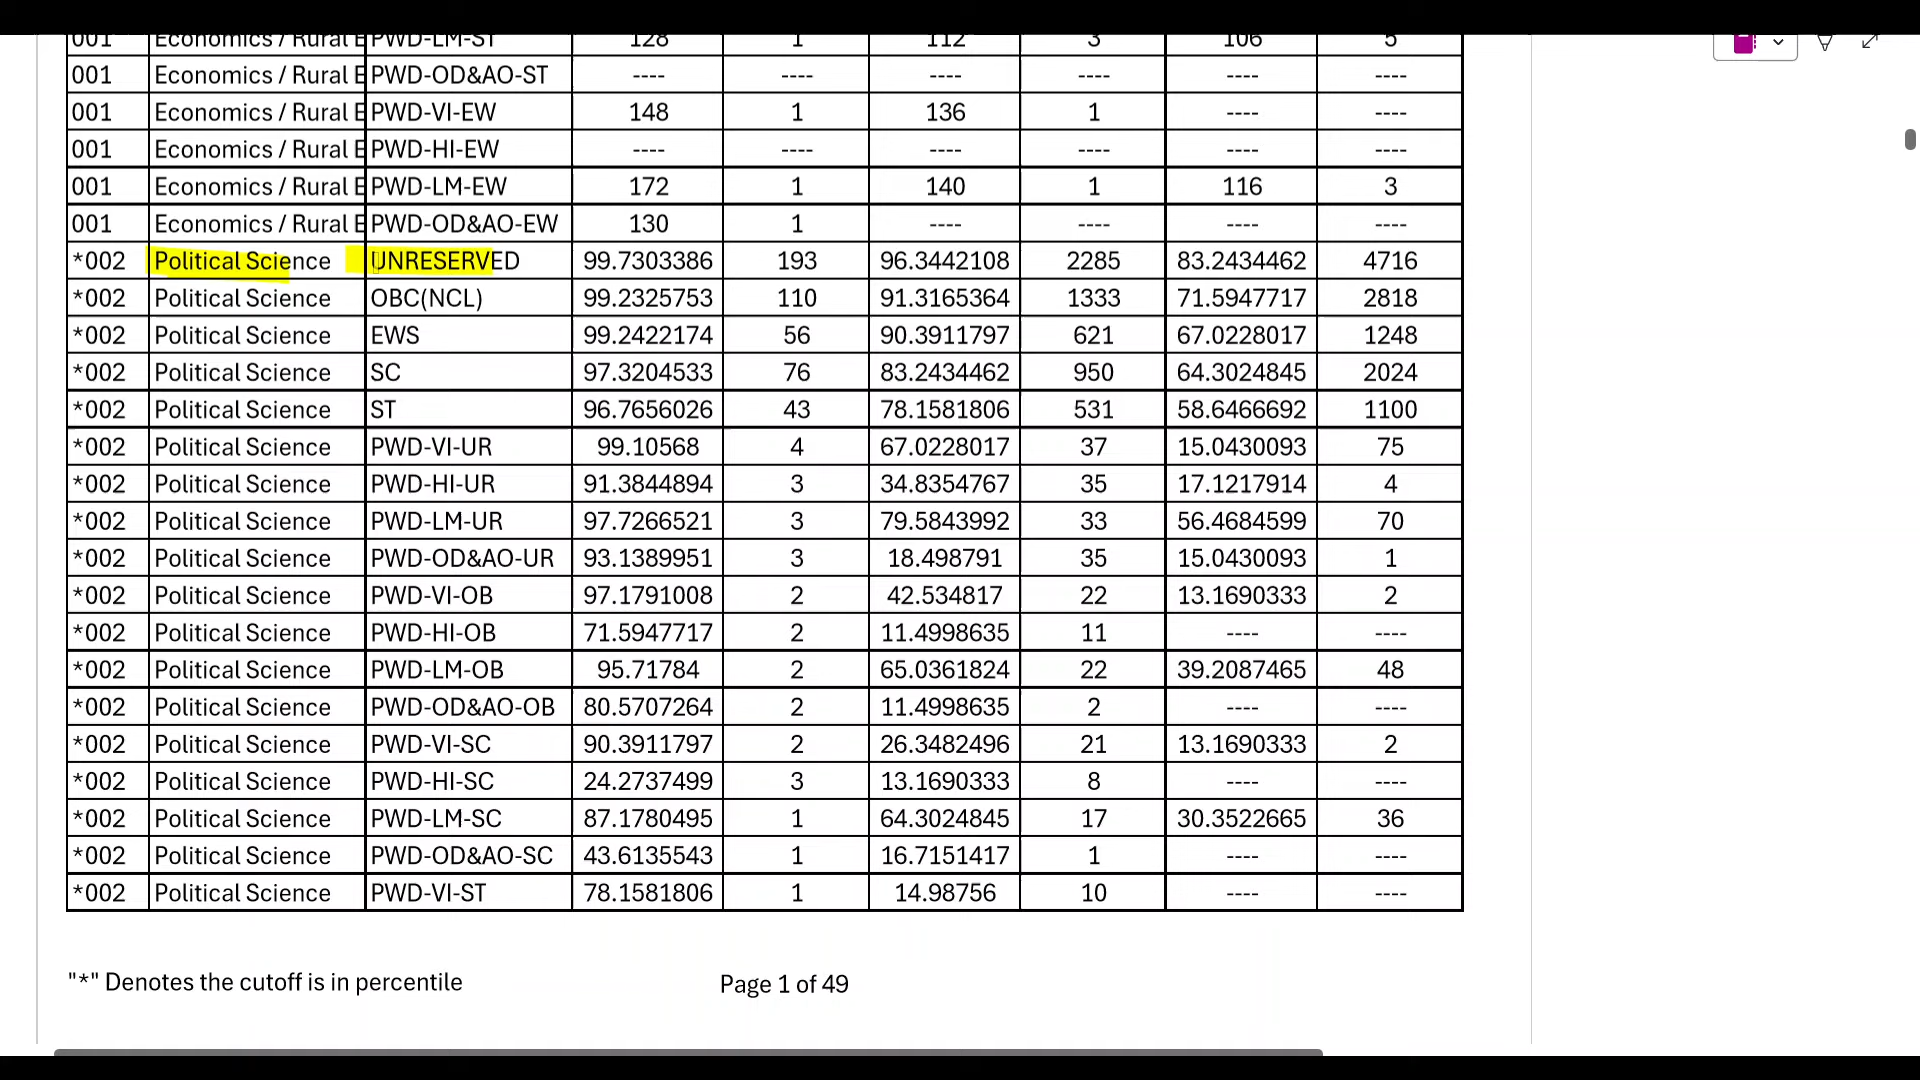 001 Economics / Rural E PWD-LM-ST 128 1 112 3 106 5
001 Economics / Rural E PWD-OD&AO-ST ---- ---- ---- ---- ---- ----
001 Economics / Rural E PWD-VI-EW 148 1 136 1 ---- ----
001 Economics / Rural E PWD-HI-EW ---- ---- ---- ---- ---- ----
001 Economics / Rural E PWD-LM-EW 172 1 140 1 116 3
001 Economics / Rural E PWD-OD&AO-EW 130 1 ---- ---- ---- ----
*002 Political Science UNRESERVED 99.7303386 193 96.3442108 2285 83.2434462 4716
*002 Political Science OBC(NCL) 99.2325753 110 91.3165364 1333 71.5947717 2818
*002 Political Science EWS 99.2422174 56 90.3911797 621 67.0228017 1248
*002 Political Science SC 97.3204533 76 83.2434462 950 64.3024845 2024
*002 Political Science ST 96.7656026 43 78.1581806 531 58.6466692 1100
*002 Political Science PWD-VI-UR 99.10568 4 67.0228017 37 15.0430093 75
*002 Political Science PWD-HI-UR 91.3844894 3 34.8354767 35 17.1217914 4
*002 Political Science PWD-LM-UR 97.7266521 3 79.5843992 33 56.4684599 70
*002 Political Science PWD-OD&AO-UR 93.1389951 3 18.498791 35 15.0430093 1
*002 Political Science PWD-VI-OB 97.1791008 2 42.534817 22 13.1690333 2
*002 Political Science PWD-HI-OB 71.5947717 2 11.4998635 11 ---- ----
*002 Political Science PWD-LM-OB 95.71784 2 65.0361824 22 39.2087465 48
*002 Political Science PWD-OD&AO-OB 80.5707264 2 11.4998635 2 ---- ----
*002 Political Science PWD-VI-SC 90.3911797 2 26.3482496 21 13.1690333 2
*002 Political Science PWD-HI-SC 24.2737499 3 13.1690333 8 ---- ----
*002 Political Science PWD-LM-SC 87.1780495 1 64.3024845 17 30.3522665 36
*002 Political Science PWD-OD&AO-SC 43.6135543 1 16.7151417 1 ---- ----
*002 Political Science PWD-VI-ST 78.1581806 1 14.98756 10 ---- ----
"*" Denotes the cutoff is in percentile Page 1 of 49